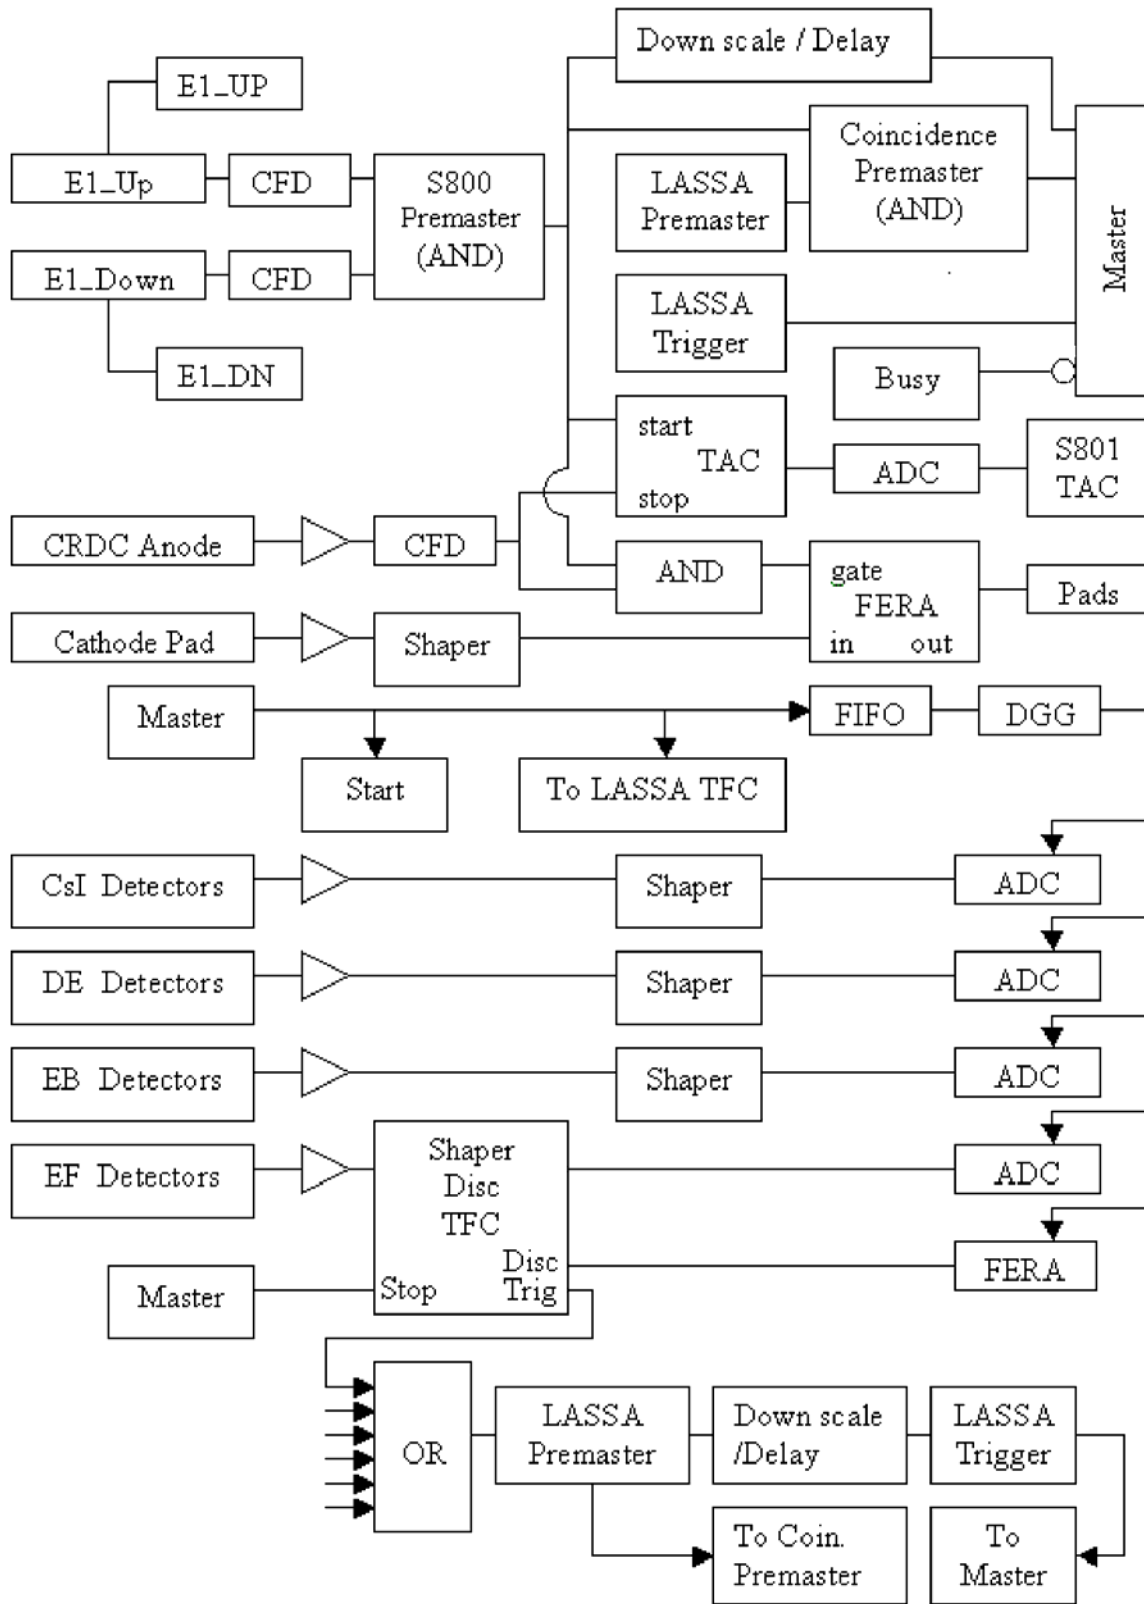 Down scale / Delay
E1_UP
E1_Up
CFD
S800
Premaster
(AND)
LASSA
Premaster
Coincidence
Premaster
(AND)
Master
E1_Down
CFD
LASSA
Trigger
E1_DN
Busy
start
TAC
stop
ADC
S801
TAC
CRDC Anode
CFD
AND
gate
FERA
in out
Pads
Cathode Pad
Shaper
Master
FIFO
DGG
Start
To LASSA TFC
CsI Detectors
Shaper
ADC
DE Detectors
Shaper
ADC
EB Detectors
Shaper
ADC
EF Detectors
Shaper
Disc
TFC
Disc
Stop Trig
ADC
FERA
Master
OR
LASSA
Premaster
Down scale
/Delay
LASSA
Trigger
To Coin.
Premaster
To
Master